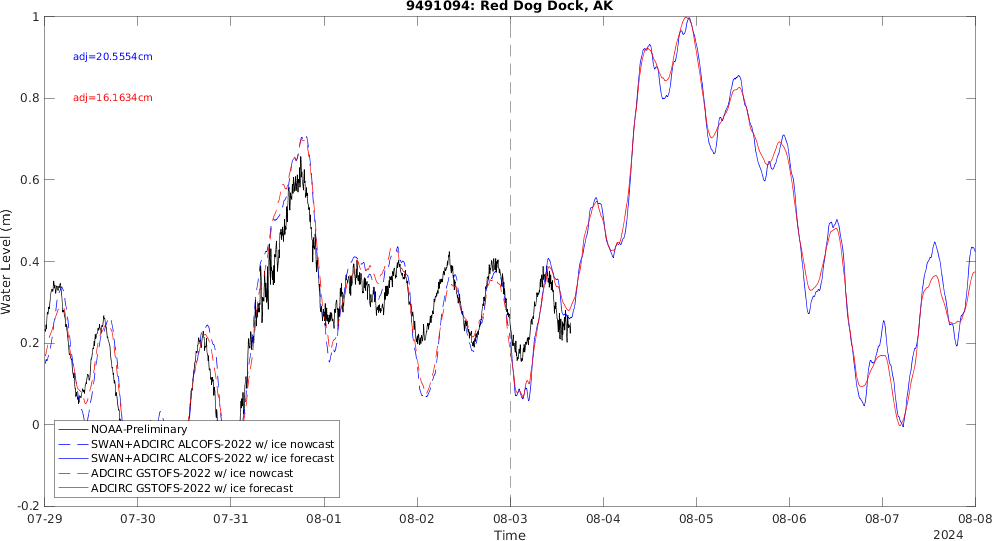 9491094: Red Dog Dock, AK
adj=20.5554cm
adj=16.1634cm
Water Level (m)
1
0.8
0.6
0.4
0.2
0
-0.2
NOAA-Preliminary
SWAN+ADCIRC ALCOFS-2022 w/ ice nowcast
SWAN+ADCIRC ALCOFS-2022 w/ ice forecast
ADCIRC GSTOFS-2022 w/ ice nowcast
ADCIRC GSTOFS-2022 w/ ice forecast
07-29 07-30 07-31 08-01 08-02 08-03 08-04 08-05 08-06 08-07 08-08
Time
2024